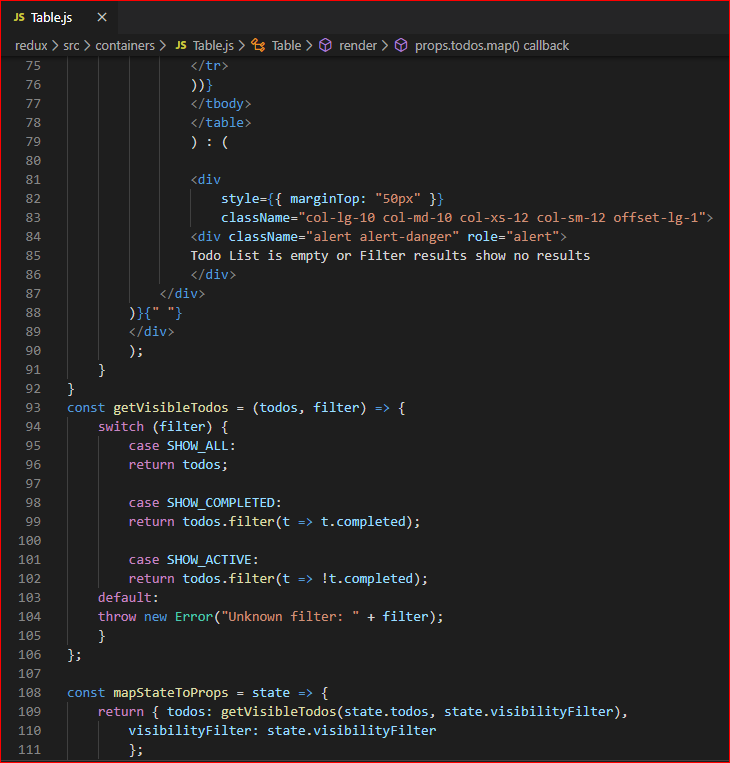 JS Table.js ×
redux > src > containers > JS Table.js > Table > render > props.todos.map() callback
75 </tr>
76 ))}
77 </tbody>
78 </table>
79 ) : (
80
81 <div
82 style={{ marginTop: "50px" }}
83 className="col-lg-10 col-md-10 col-xs-12 col-sm-12 offset-lg-1">
84 <div className="alert alert-danger" role="alert">
85 Todo List is empty or Filter results show no results
86 </div>
87 </div>
88 )}{" "}
89 </div>
90 );
91 }
92 }
93 const getVisibleTodos = (todos, filter) => {
94 switch (filter) {
95 case SHOW_ALL:
96 return todos;
97
98 case SHOW_COMPLETED:
99 return todos.filter(t => t.completed);
100
101 case SHOW_ACTIVE:
102 return todos.filter(t => !t.completed);
103 default:
104 throw new Error("Unknown filter: " + filter);
105 }
106 };
107
108 const mapStateToProps = state => {
109 return { todos: getVisibleTodos(state.todos, state.visibilityFilter),
110 visibilityFilter: state.visibilityFilter
111 };